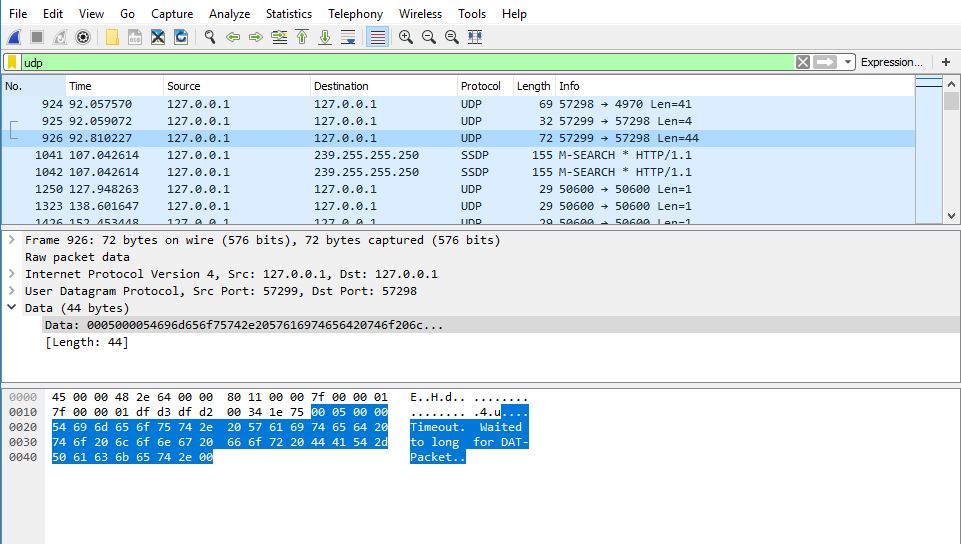 File Edit View Go Capture Analyze Statistics Telephony Wireless Tools Help
udp Expression... +
No. Time Source Destination Protocol Length Info
924 92.057570 127.0.0.1 127.0.0.1 UDP 69 57298 → 4970 Len=41
925 92.059072 127.0.0.1 127.0.0.1 UDP 32 57299 → 57298 Len=4
926 92.810227 127.0.0.1 127.0.0.1 UDP 72 57299 → 57298 Len=44
1041 107.042614 127.0.0.1 239.255.255.250 SSDP 155 M-SEARCH * HTTP/1.1
1042 107.042614 127.0.0.1 239.255.255.250 SSDP 155 M-SEARCH * HTTP/1.1
1250 127.948263 127.0.0.1 127.0.0.1 UDP 29 50600 → 50600 Len=1
1323 138.601647 127.0.0.1 127.0.0.1 UDP 29 50600 → 50600 Len=1
1426 152.453448 127.0.0.1 127.0.0.1 UDP 29 50600 → 50600 Len=1
Frame 926: 72 bytes on wire (576 bits), 72 bytes captured (576 bits)
Raw packet data
Internet Protocol Version 4, Src: 127.0.0.1, Dst: 127.0.0.1
User Datagram Protocol, Src Port: 57299, Dst Port: 57298
Data (44 bytes)
Data: 0005000054696d656f75742e2057616974656420746f206c...
[Length: 44]
0000 45 00 00 48 2e 64 00 00 80 11 00 00 7f 00 00 01 E..H.d.. ........
0010 7f 00 00 01 df d3 df d2 00 34 1e 75 00 05 00 00 ........ .4.u....
0020 54 69 6d 65 6f 75 74 2e 20 57 61 69 74 65 64 20 Timeout. Waited
0030 74 6f 20 6c 6f 6e 67 20 66 6f 72 20 44 41 54 2d to long for DAT-
0040 50 61 63 6b 65 74 2e 00 Packet..